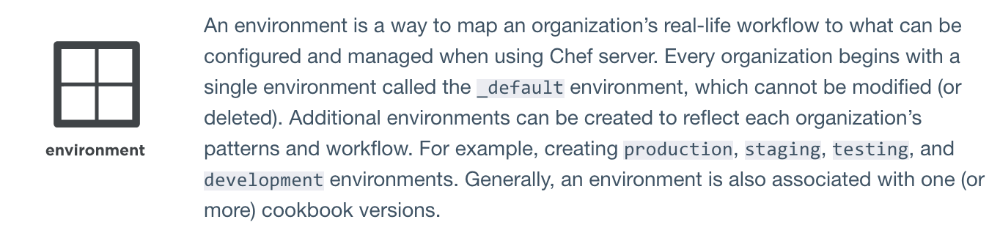 An environment is a way to map an organization’s real-life workflow to what can be
configured and managed when using Chef server. Every organization begins with a
single environment called the _default environment, which cannot be modified (or
deleted). Additional environments can be created to reflect each organization’s
patterns and workflow. For example, creating production, staging, testing, and
development environments. Generally, an environment is also associated with one (or
more) cookbook versions.
environment